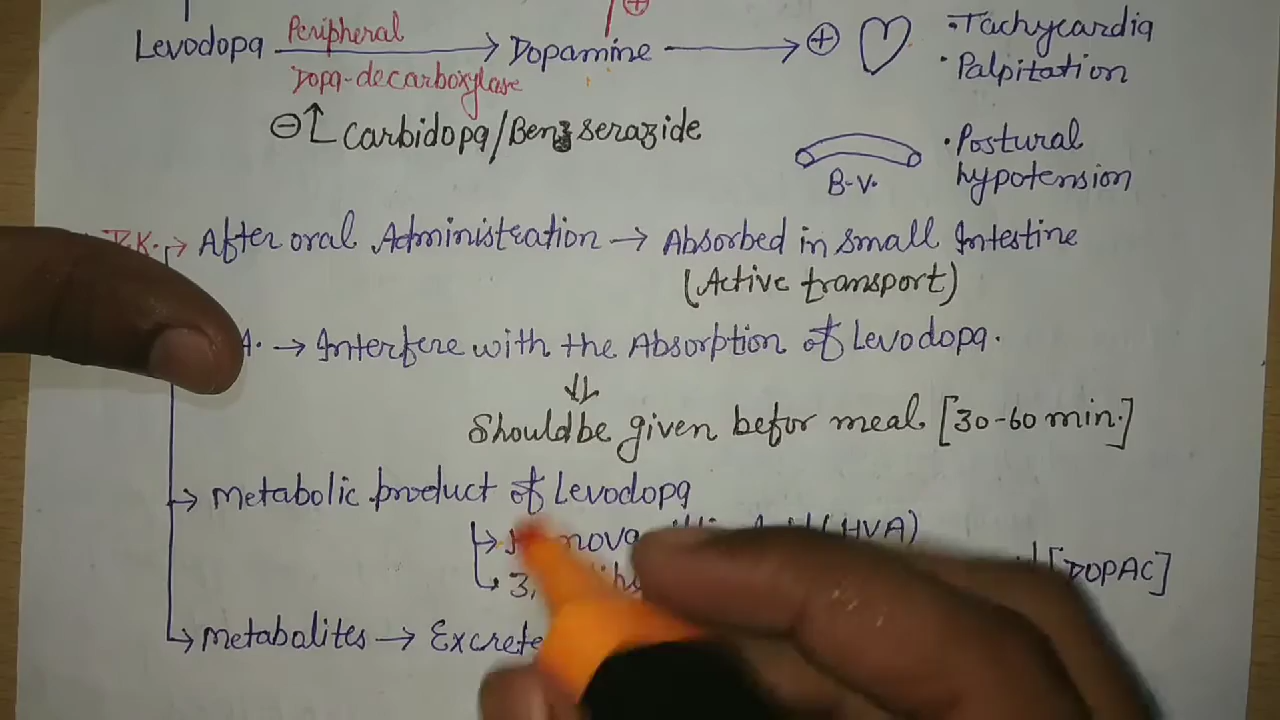 Levodopa Peripheral Dopamine ⊕ • Tachycardia
Dopa-decarboxylase • Palpitation
⊖ Carbidopa/Benserazide
• Postural
B.V. hypotension
→ After oral Administration → Absorbed in small Intestine
(Active transport)
→ Interfere with the Absorption of Levodopa.
Should be given befor meal [30-60 min.]
→ Metabolic product of Levodopa
(HVA)
3, [DOPAC]
→ Metabolites →